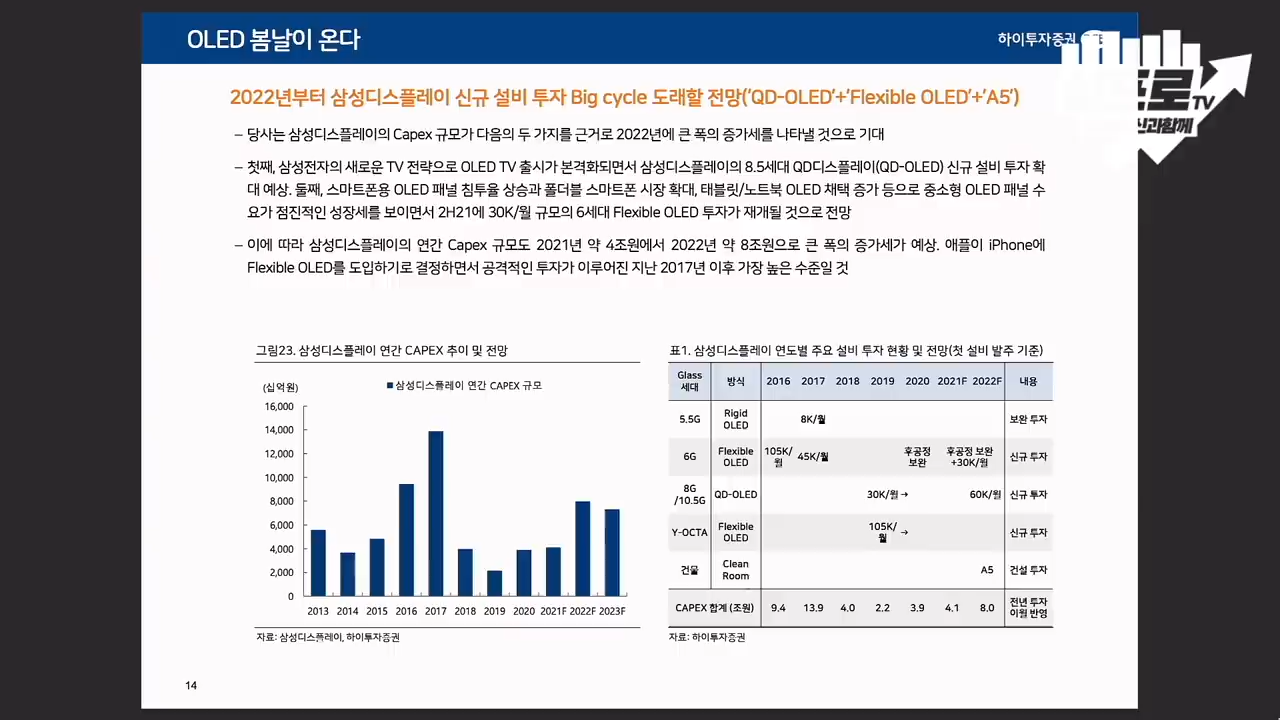 OLED 봄날이 온다
하이투자증권
로TV
신과함께
2022년부터 삼성디스플레이 신규 설비 투자 Big cycle 도래할 전망('QD-OLED'+'Flexible OLED'+'A5')
– 당사는 삼성디스플레이의 Capex 규모가 다음의 두 가지를 근거로 2022년에 큰 폭의 증가세를 나타낼 것으로 기대
– 첫째, 삼성전자의 새로운 TV 전략으로 OLED TV 출시가 본격화되면서 삼성디스플레이의 8.5세대 QD디스플레이(QD-OLED) 신규 설비 투자 확
대 예상. 둘째, 스마트폰용 OLED 패널 침투율 상승과 폴더블 스마트폰 시장 확대, 태블릿/노트북 OLED 채택 증가 등으로 중소형 OLED 패널 수
요가 점진적인 성장세를 보이면서 2H21에 30K/월 규모의 6세대 Flexible OLED 투자가 재개될 것으로 전망
– 이에 따라 삼성디스플레이의 연간 Capex 규모도 2021년 약 4조원에서 2022년 약 8조원으로 큰 폭의 증가세가 예상. 애플이 iPhone에
Flexible OLED를 도입하기로 결정하면서 공격적인 투자가 이루어진 지난 2017년 이후 가장 높은 수준일 것
그림23. 삼성디스플레이 연간 CAPEX 추이 및 전망
(십억원)
■ 삼성디스플레이 연간 CAPEX 규모
16,000
14,000
12,000
10,000
8,000
6,000
4,000
2,000
0
2013 2014 2015 2016 2017 2018 2019 2020 2021F 2022F 2023F
자료: 삼성디스플레이, 하이투자증권
표1. 삼성디스플레이 연도별 주요 설비 투자 현황 및 전망(첫 설비 발주 기준)
Glass 세대 방식 2016 2017 2018 2019 2020 2021F 2022F 내용
5.5G Rigid OLED 8K/월 보완 투자
6G Flexible OLED 105K/월 45K/월 후공정 보완 후공정 보완 +30K/월 신규 투자
8G /10.5G QD-OLED 30K/월 → 60K/월 신규 투자
Y-OCTA Flexible OLED 105K/월 → 신규 투자
건물 Clean Room A5 건설 투자
CAPEX 합계 (조원) 9.4 13.9 4.0 2.2 3.9 4.1 8.0 전년 투자 이월 반영
자료: 하이투자증권
14